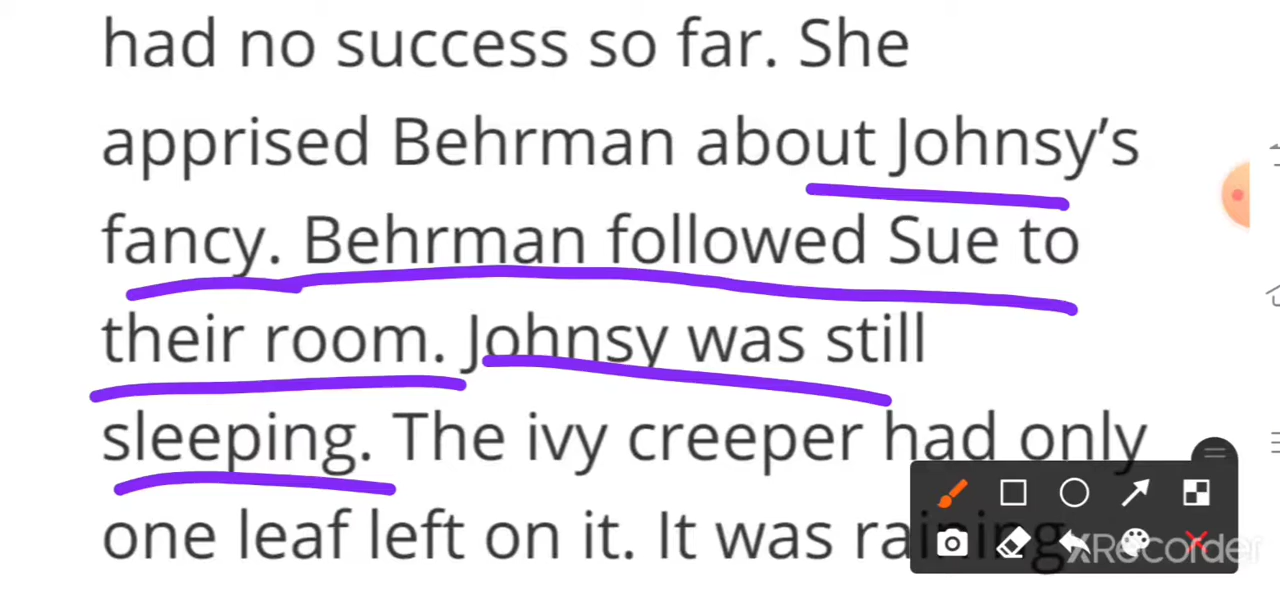 had no success so far. She
apprised Behrman about Johnsy’s
fancy. Behrman followed Sue to
their room. Johnsy was still
sleeping. The ivy creeper had only
one leaf left on it. It was raining
XRecorder